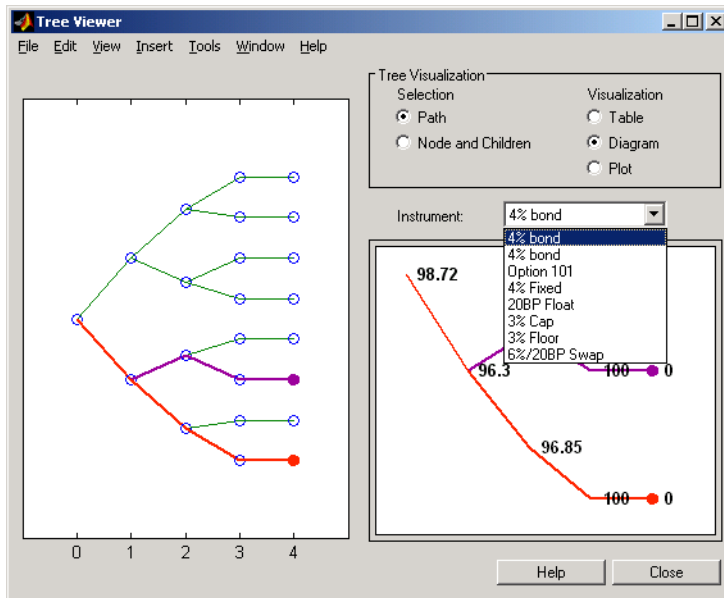 Tree Viewer
File Edit View Insert Tools Window Help
Tree Visualization
Selection
Visualization
Path
Table
Node and Children
Diagram
Plot
Instrument:
4% bond
4% bond
4% bond
Option 101
4% Fixed
20BP Float
3% Cap
3% Floor
6%/20BP Swap
98.72
96.3
100 0
96.85
100 0
0 1 2 3 4
Help
Close